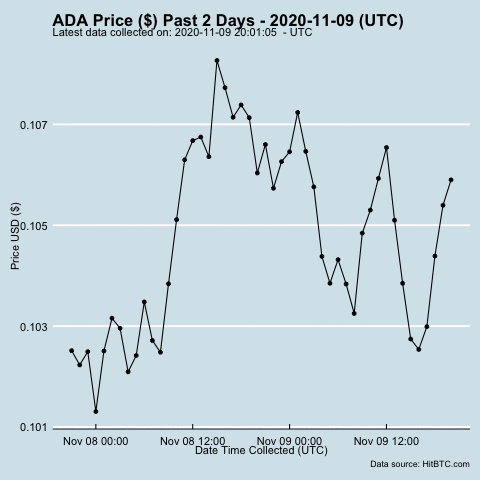 ADA Price ($) Past 2 Days - 2020-11-09 (UTC)
Latest data collected on: 2020-11-09 20:01:05 - UTC
0.107
0.105
0.103
0.101
Price USD ($)
Nov 08 00:00 Nov 08 12:00 Nov 09 00:00 Nov 09 12:00
Date Time Collected (UTC)
Data source: HitBTC.com